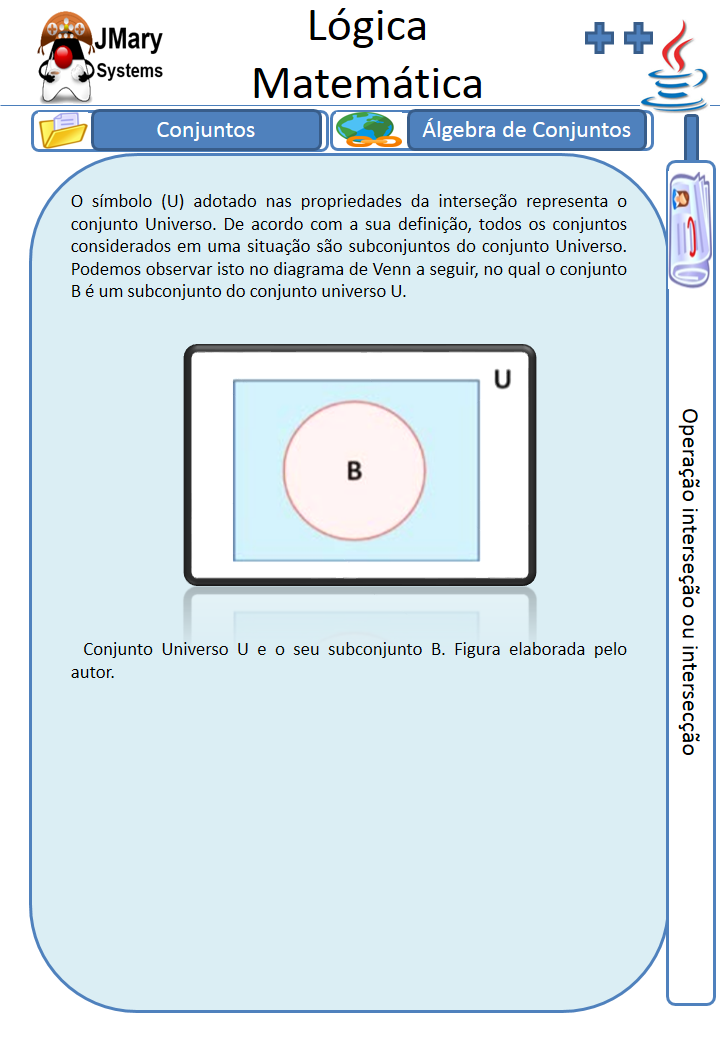 JMary
Systems
Lógica
Matemática
Conjuntos
Álgebra de Conjuntos
O símbolo (U) adotado nas propriedades da interseção representa o
conjunto Universo. De acordo com a sua definição, todos os conjuntos
considerados em uma situação são subconjuntos do conjunto Universo.
Podemos observar isto no diagrama de Venn a seguir, no qual o conjunto
B é um subconjunto do conjunto universo U.
U
B
Conjunto Universo U e o seu subconjunto B. Figura elaborada pelo
autor.
Operação interseção ou intersecção